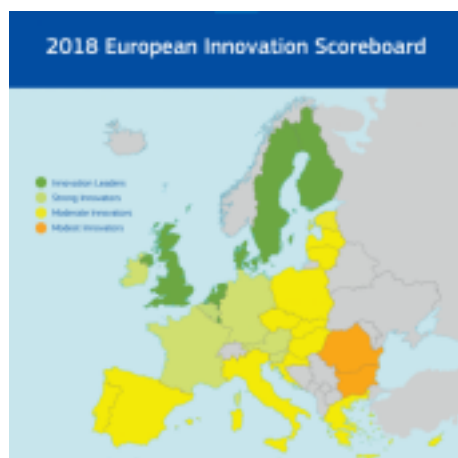 2018 European Innovation Scoreboard
Innovation Leaders
Strong Innovators
Moderate Innovators
Modest Innovators